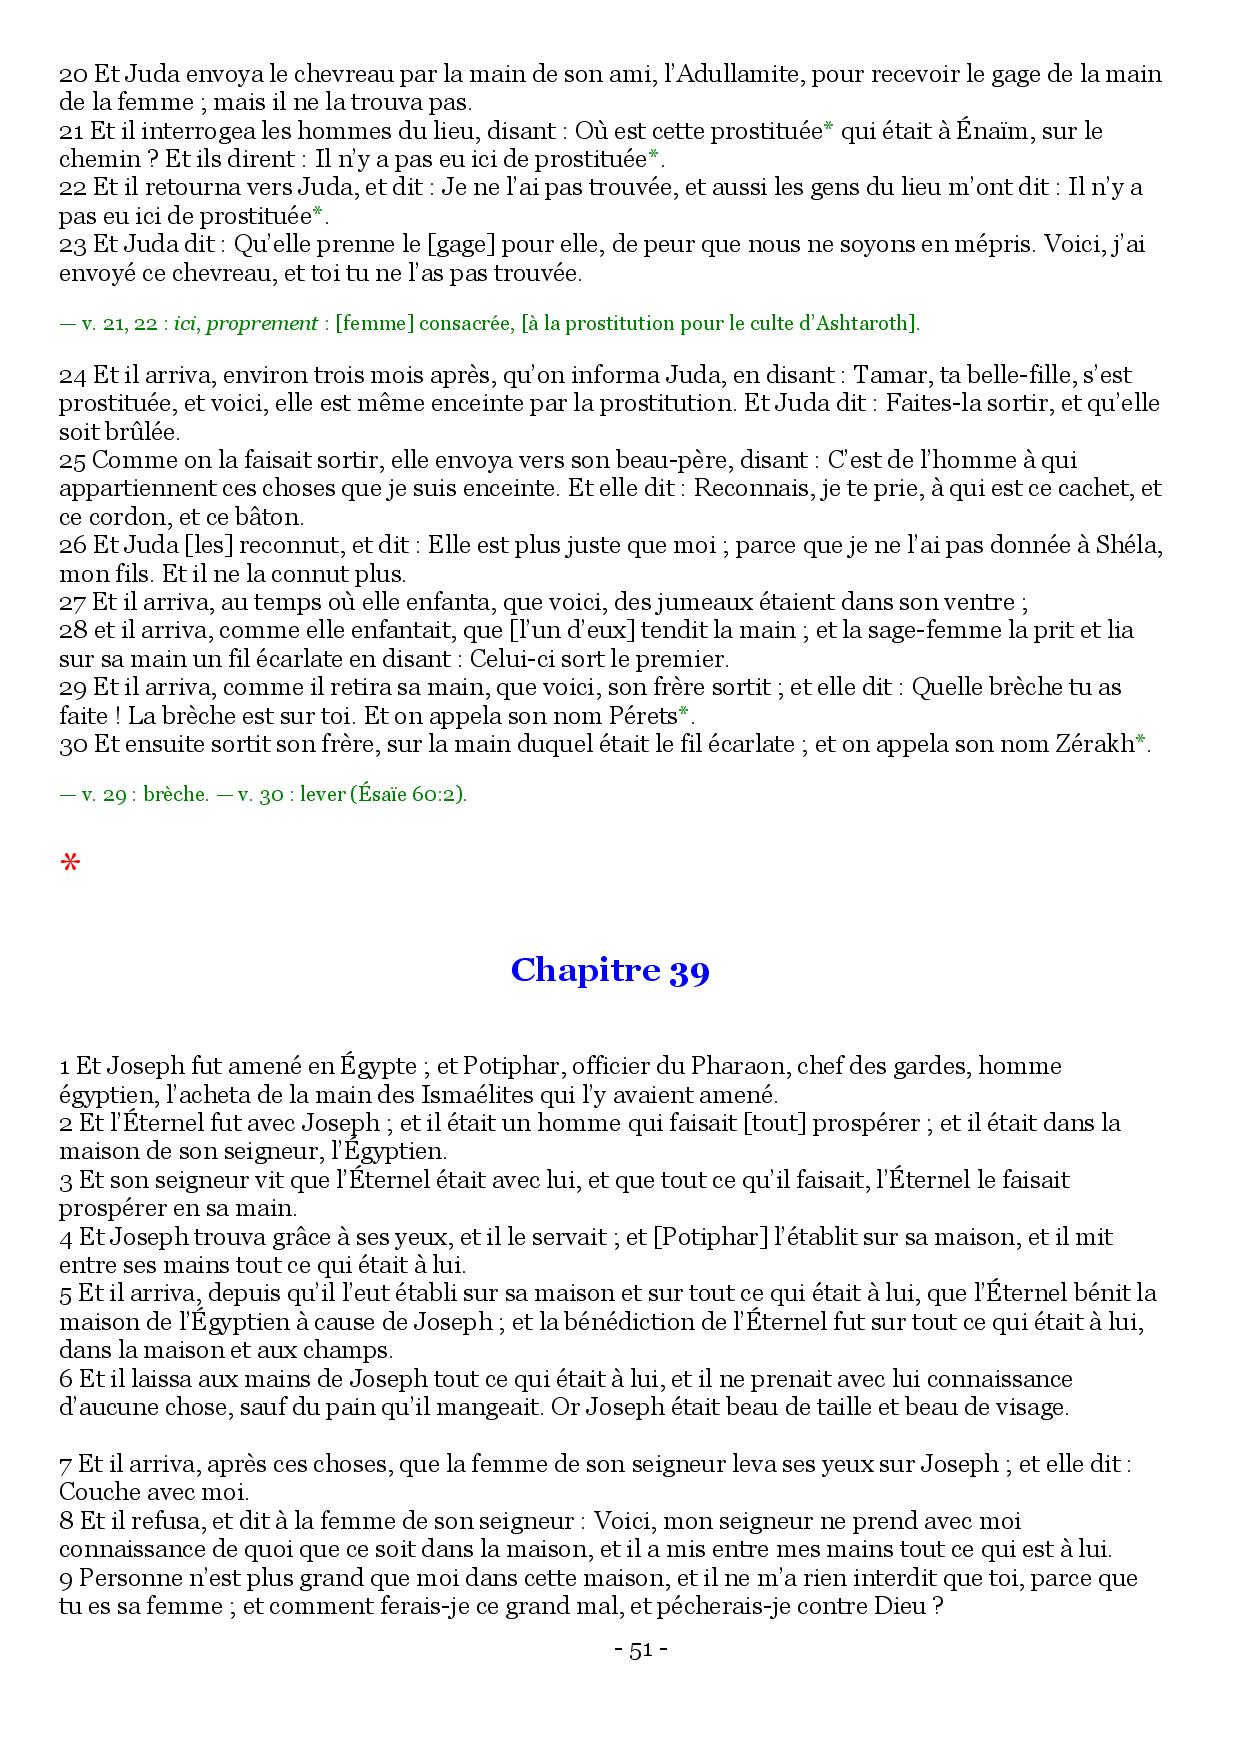 20 Et Juda envoya le chevreau par la main de son ami, l’Adullamite, pour recevoir le gage de la main
de la femme ; mais il ne la trouva pas.
21 Et il interrogea les hommes du lieu, disant : Où est cette prostituée* qui était à Énaïm, sur le
chemin ? Et ils dirent : Il n’y a pas eu ici de prostituée*.
22 Et il retourna vers Juda, et dit : Je ne l’ai pas trouvée, et aussi les gens du lieu m’ont dit : Il n’y a
pas eu ici de prostituée*.
23 Et Juda dit : Qu’elle prenne le [gage] pour elle, de peur que nous ne soyons en mépris. Voici, j’ai
envoyé ce chevreau, et toi tu ne l’as pas trouvée.
— v. 21, 22 : ici, proprement : [femme] consacrée, [à la prostitution pour le culte d’Ashtaroth].
24 Et il arriva, environ trois mois après, qu’on informa Juda, en disant : Tamar, ta belle-fille, s’est
prostituée, et voici, elle est même enceinte par la prostitution. Et Juda dit : Faites-la sortir, et qu’elle
soit brûlée.
25 Comme on la faisait sortir, elle envoya vers son beau-père, disant : C’est de l’homme à qui
appartiennent ces choses que je suis enceinte. Et elle dit : Reconnais, je te prie, à qui est ce cachet, et
ce cordon, et ce bâton.
26 Et Juda [les] reconnut, et dit : Elle est plus juste que moi ; parce que je ne l’ai pas donnée à Shéla,
mon fils. Et il ne la connut plus.
27 Et il arriva, au temps où elle enfanta, que voici, des jumeaux étaient dans son ventre ;
28 et il arriva, comme elle enfantait, que [l’un d’eux] tendit la main ; et la sage-femme la prit et lia
sur sa main un fil écarlate en disant : Celui-ci sort le premier.
29 Et il arriva, comme il retira sa main, que voici, son frère sortit ; et elle dit : Quelle brèche tu as
faite ! La brèche est sur toi. Et on appela son nom Pérets*.
30 Et ensuite sortit son frère, sur la main duquel était le fil écarlate ; et on appela son nom Zérakh*.
— v. 29 : brèche. — v. 30 : lever (Ésaïe 60:2).
*
Chapitre 39
1 Et Joseph fut amené en Égypte ; et Potiphar, officier du Pharaon, chef des gardes, homme
égyptien, l’acheta de la main des Ismaélites qui l’y avaient amené.
2 Et l’Éternel fut avec Joseph ; et il était un homme qui faisait [tout] prospérer ; et il était dans la
maison de son seigneur, l’Égyptien.
3 Et son seigneur vit que l’Éternel était avec lui, et que tout ce qu’il faisait, l’Éternel le faisait
prospérer en sa main.
4 Et Joseph trouva grâce à ses yeux, et il le servait ; et [Potiphar] l’établit sur sa maison, et il mit
entre ses mains tout ce qui était à lui.
5 Et il arriva, depuis qu’il l’eut établi sur sa maison et sur tout ce qui était à lui, que l’Éternel bénit la
maison de l’Égyptien à cause de Joseph ; et la bénédiction de l’Éternel fut sur tout ce qui était à lui,
dans la maison et aux champs.
6 Et il laissa aux mains de Joseph tout ce qui était à lui, et il ne prenait avec lui connaissance
d’aucune chose, sauf du pain qu’il mangeait. Or Joseph était beau de taille et beau de visage.
7 Et il arriva, après ces choses, que la femme de son seigneur leva ses yeux sur Joseph ; et elle dit :
Couche avec moi.
8 Et il refusa, et dit à la femme de son seigneur : Voici, mon seigneur ne prend avec moi
connaissance de quoi que ce soit dans la maison, et il a mis entre mes mains tout ce qui est à lui.
9 Personne n’est plus grand que moi dans cette maison, et il ne m’a rien interdit que toi, parce que
tu es sa femme ; et comment ferais-je ce grand mal, et pécherais-je contre Dieu ?
- 51 -